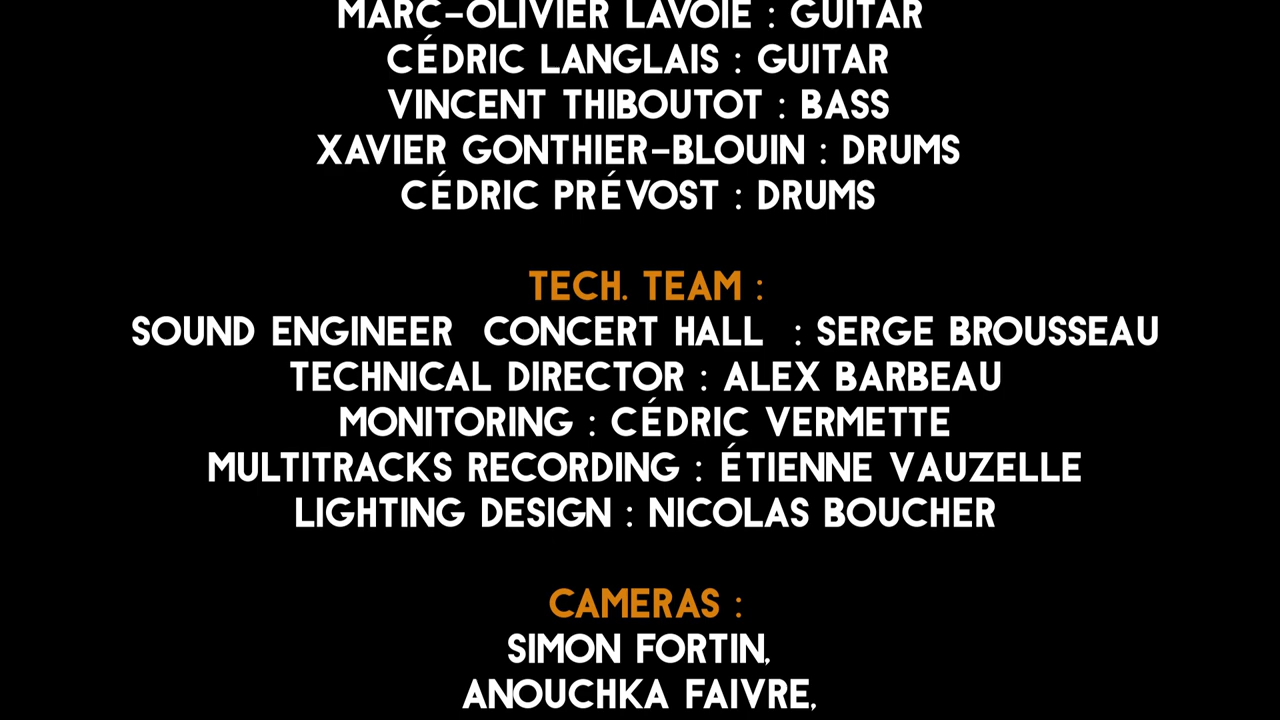 MARC-OLIVIER LAVOIE : GUITAR
CÉDRIC LANGLAIS : GUITAR
VINCENT THIBOUTOT : BASS
XAVIER GONTHIER-BLOUIN : DRUMS
CÉDRIC PRÉVOST : DRUMS
TECH. TEAM :
SOUND ENGINEER CONCERT HALL : SERGE BROUSSEAU
TECHNICAL DIRECTOR : ALEX BARBEAU
MONITORING : CÉDRIC VERMETTE
MULTITRACKS RECORDING : ÉTIENNE VAUZELLE
LIGHTING DESIGN : NICOLAS BOUCHER
CAMERAS :
SIMON FORTIN,
ANOUCHKA FAIVRE,